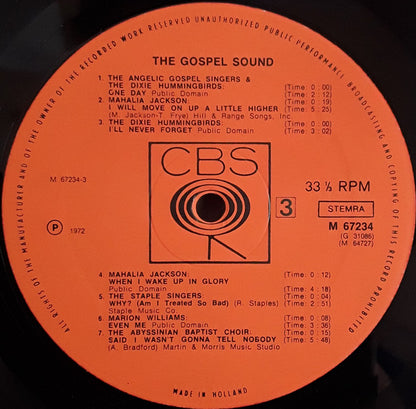 ALL RIGHTS OF THE MANUFACTURER AND OF THE OWNER OF THE RECORDED WORK RESERVED UNAUTHORIZED PUBLIC PERFORMANCE, BROADCASTING AND COPYING OF THIS RECORD PROHIBITED
THE GOSPEL SOUND
1. THE ANGELIC GOSPEL SINGERS & (Time: 0:00)
THE DIXIE HUMMINGBIRDS:
ONE DAY Public Domain (Time: 2:12)
2. MAHALIA JACKSON: (Time: 0:19)
I WILL MOVE ON UP A LITTLE HIGHER (Time: 5:25)
(M. Jackson-T. Frye) Hill & Range Songs, Inc.
3. THE DIXIE HUMMINGBIRDS: (Time: 0:00)
I'LL NEVER FORGET Public Domain (Time: 3:02)
CBS
M 67234-3
33 ⅓ RPM
3 STEMRA
P 1972
M 67234
(G 31086)
(M 64727)
4. MAHALIA JACKSON: (Time: 0:12)
WHEN I WAKE UP IN GLORY
Public Domain (Time: 4:18)
5. THE STAPLE SINGERS: (Time: 0:04)
WHY? (Am I Treated So Bad) (R. Staples) (Time: 2:51)
Staple Music Co.
6. MARION WILLIAMS: (Time: 0:08)
EVEN ME Public Domain (Time: 3:36)
7. THE ABYSSINIAN BAPTIST CHOIR: (Time: 0:15)
SAID I WASN'T GONNA TELL NOBODY (Time: 5:48)
(A. Bradford) Martin & Morris Music Studio
MADE IN HOLLAND